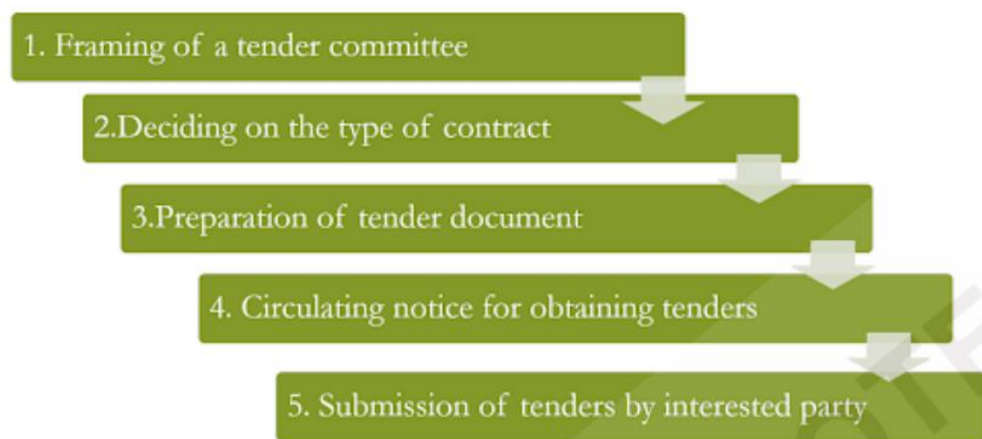 1. Framing of a tender committee
2.Deciding on the type of contract
3.Preparation of tender document
4. Circulating notice for obtaining tenders
5. Submission of tenders by interested party